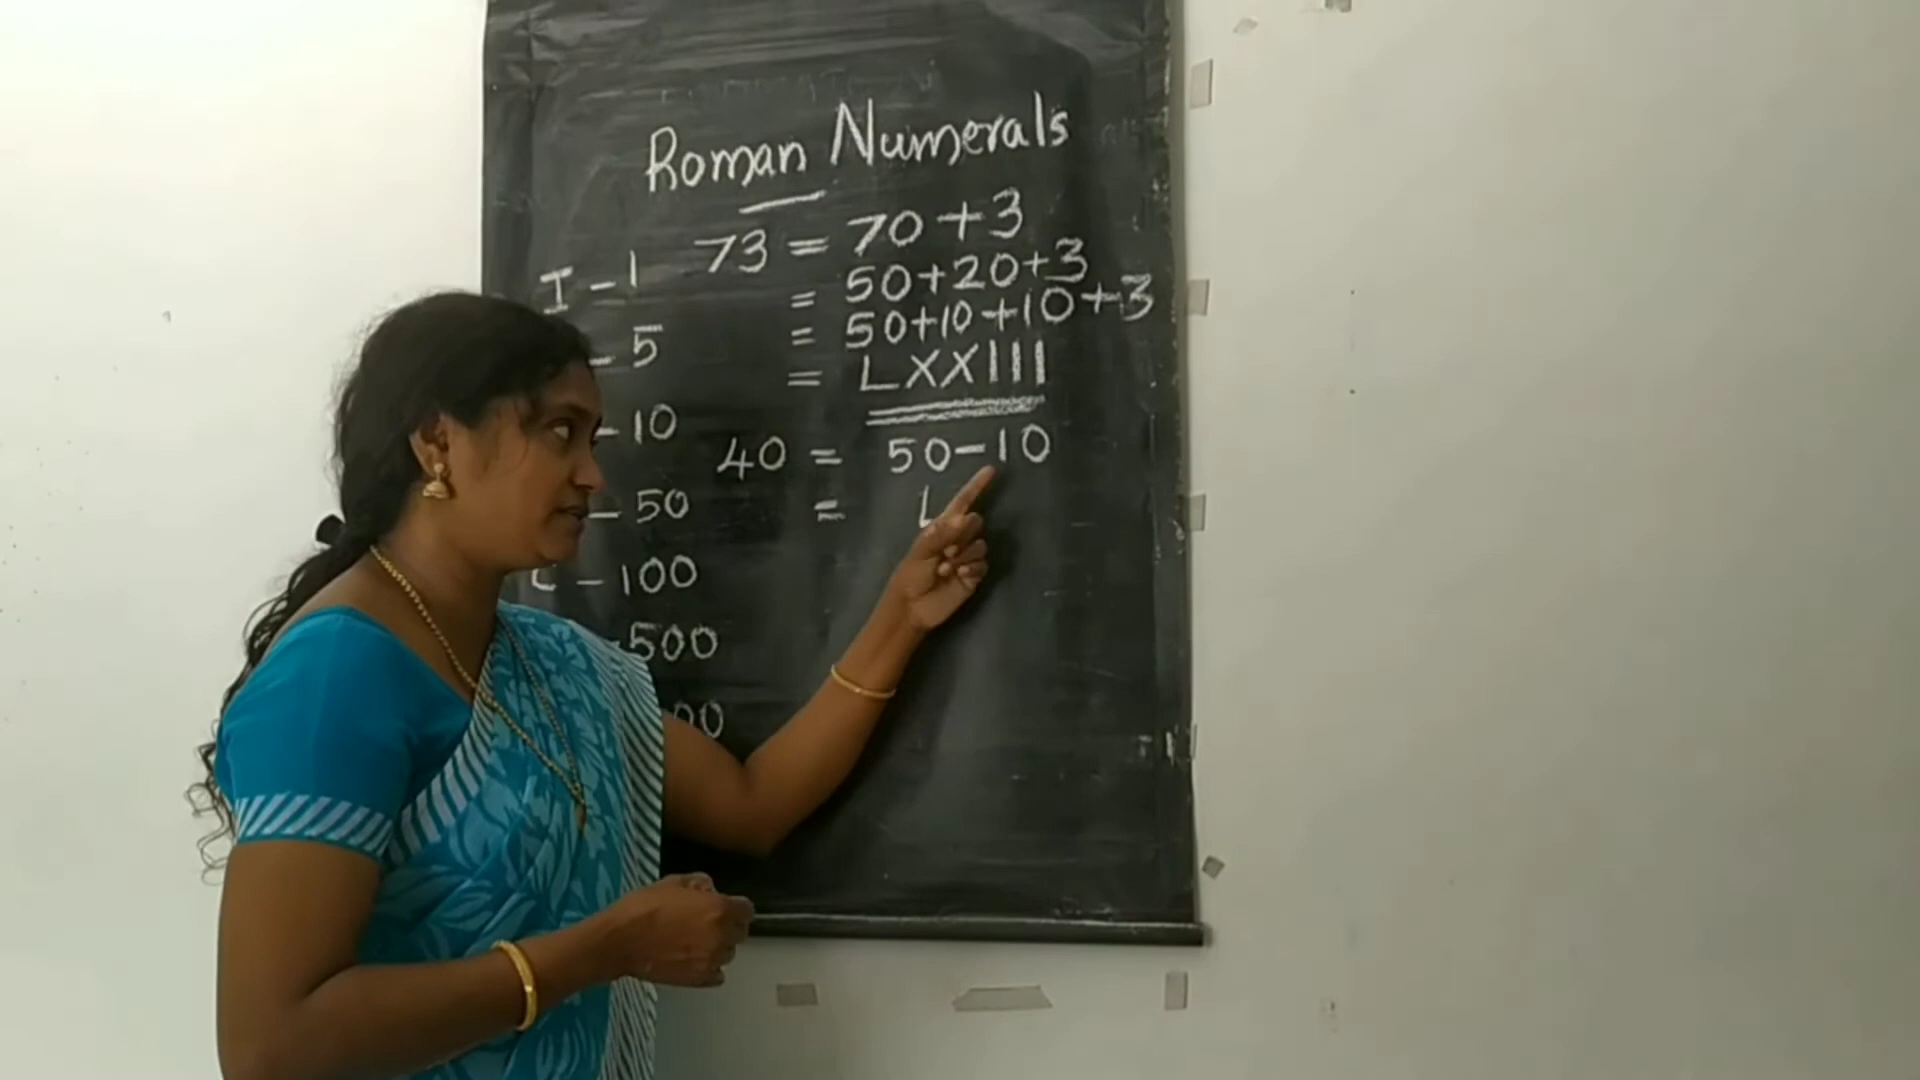 Roman Numerals
73 = 70 + 3
= 50+20+3
= 50+10+10+3
= LXXIII
40 = 50-10
= L
I - 1
- 5
- 10
- 50
- 100
500
00